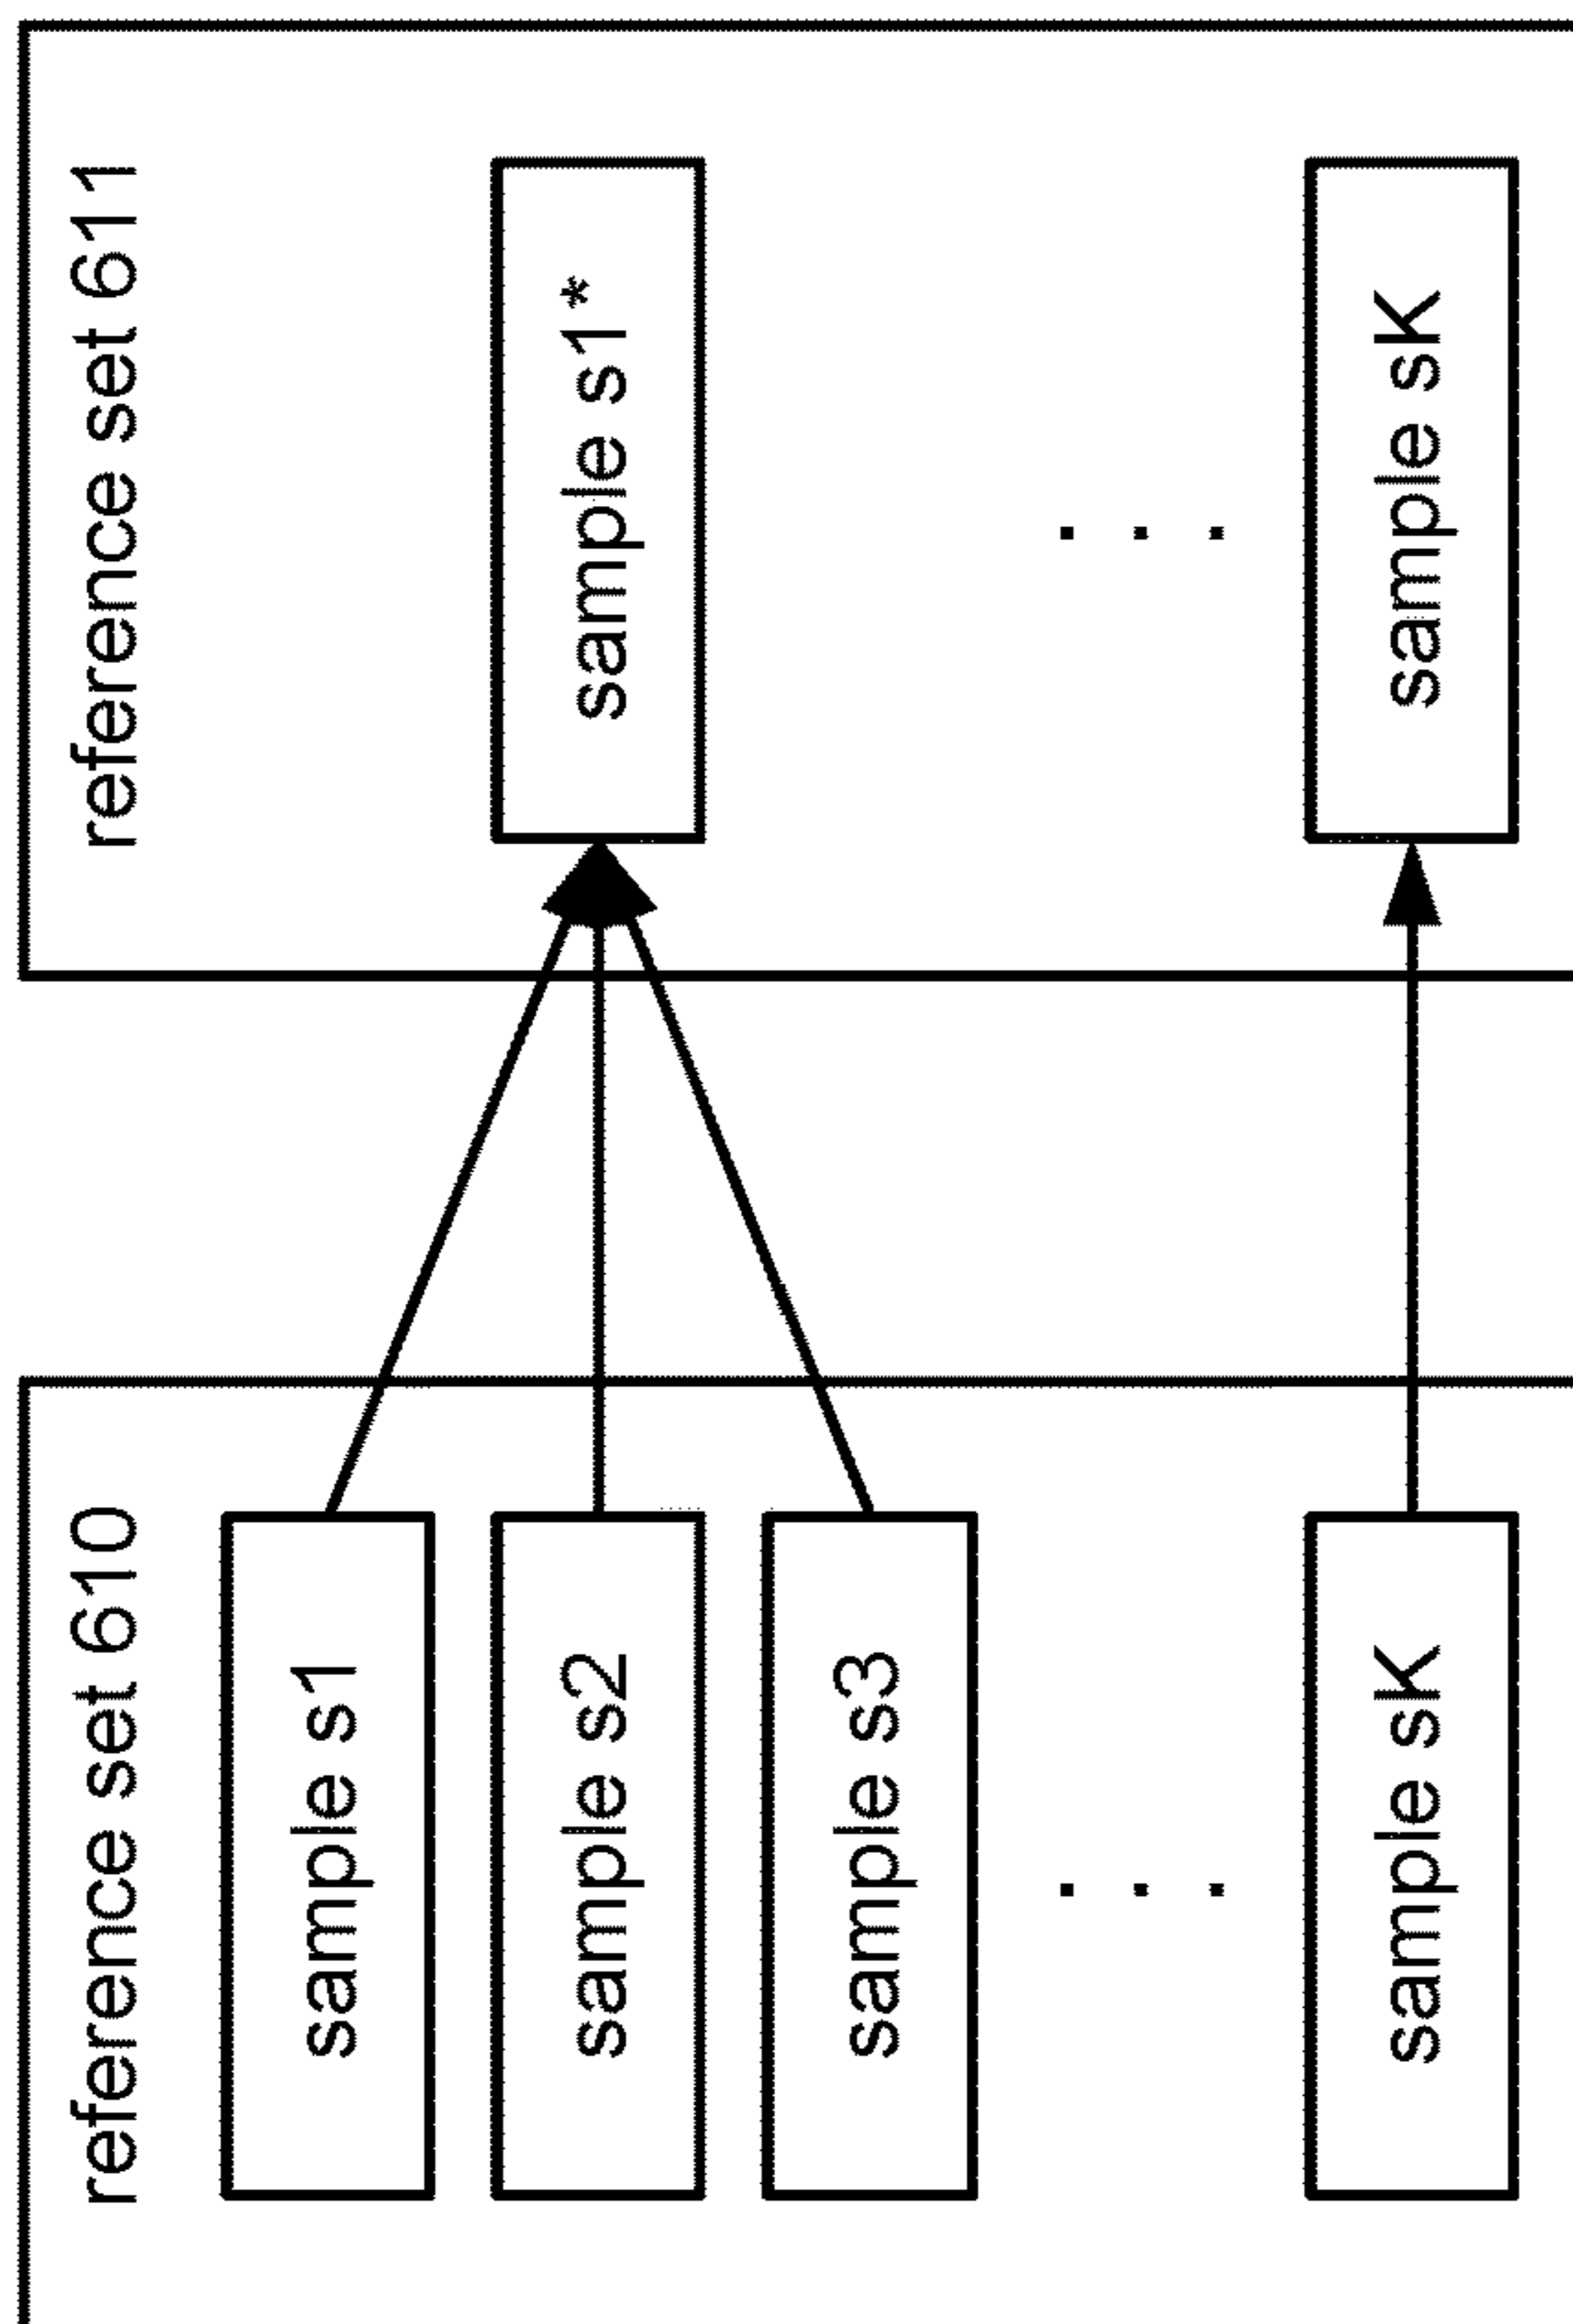 reference set 610
sample s1
sample s2
sample s3
. . .
sample sK
reference set 611
sample s1*
. . .
sample sK